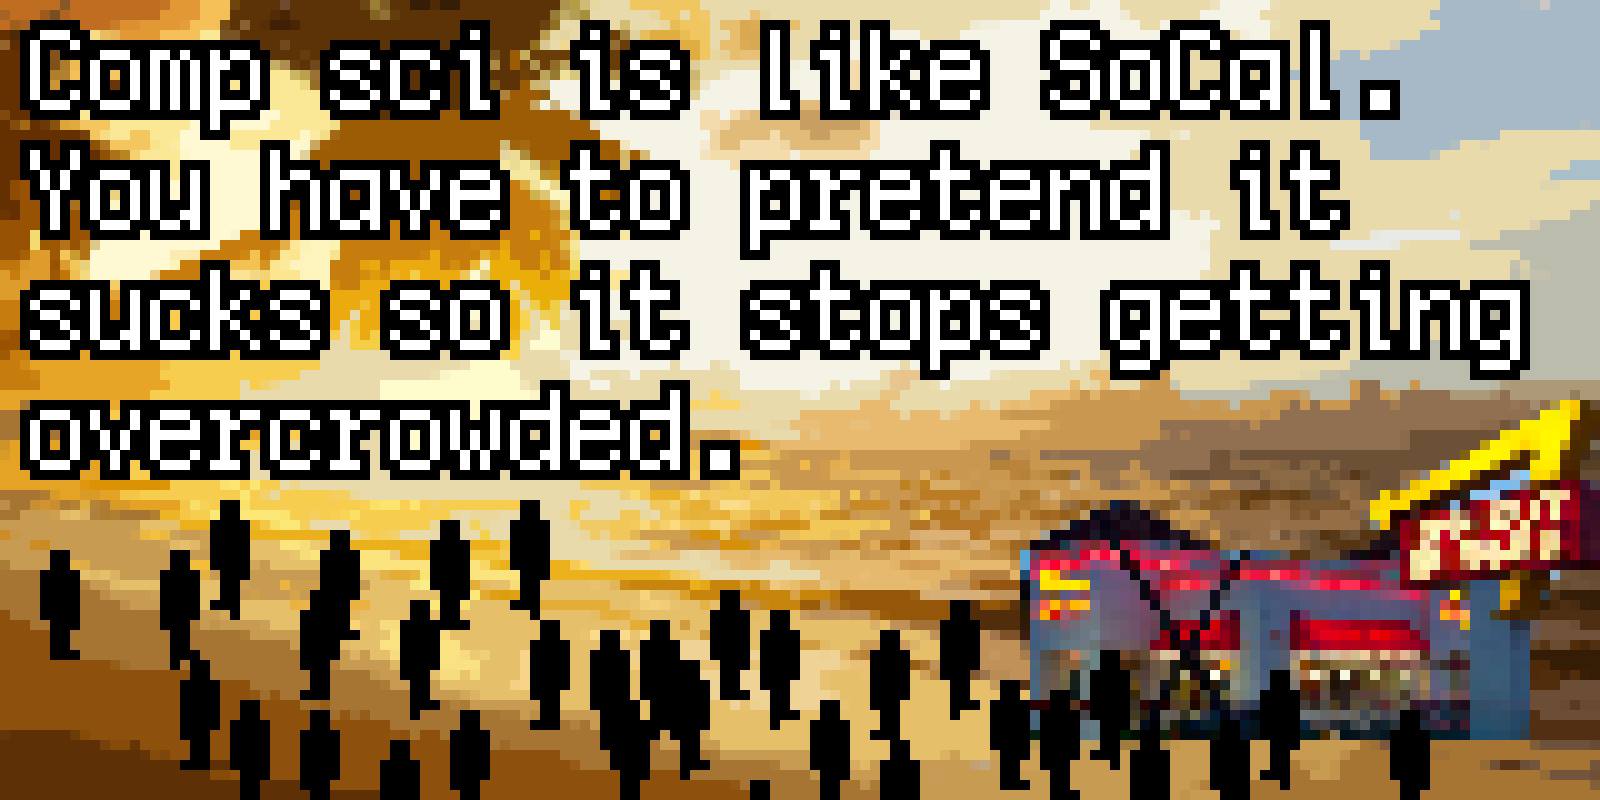 Comp sci is like SoCal.
You have to pretend it
sucks so it stops getting
overcrowded.